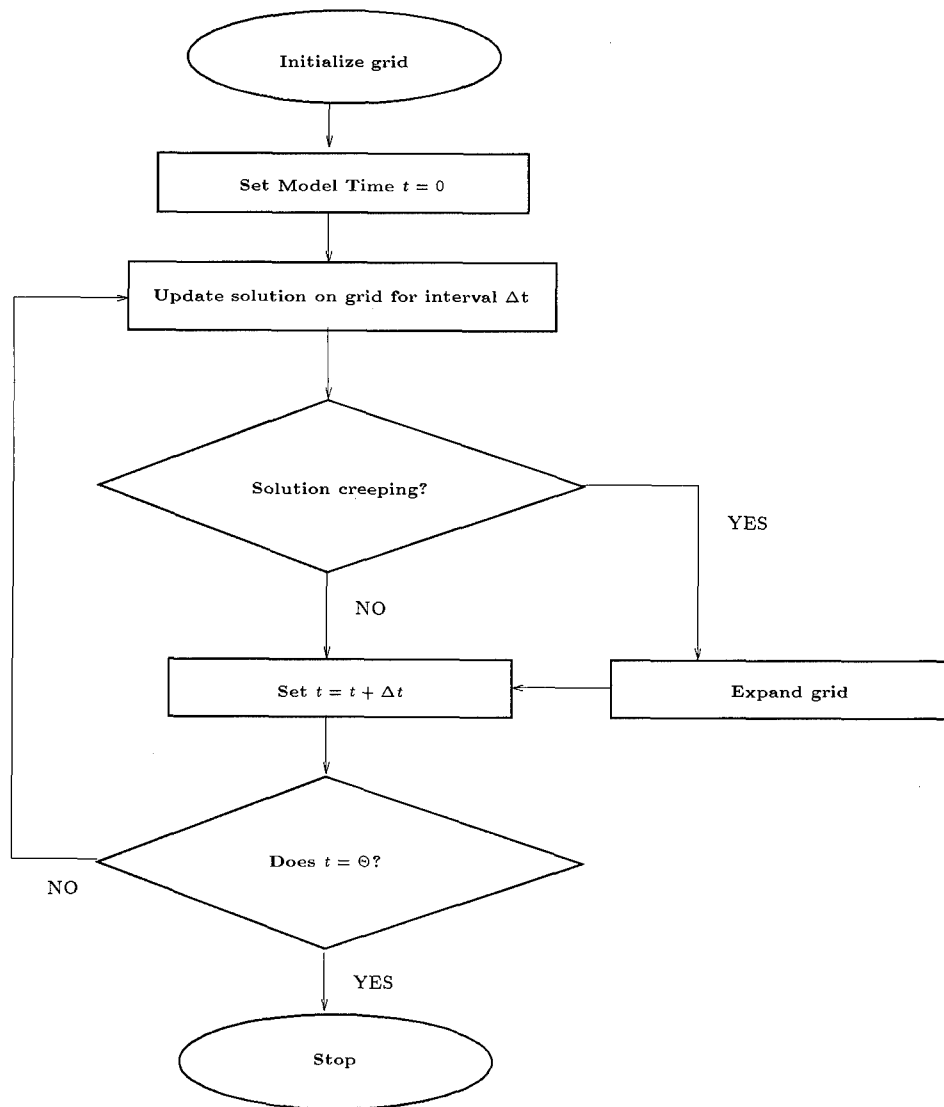 Initialize grid
Set Model Time t = 0
Update solution on grid for interval Δt
Solution creeping?
YES
NO
Set t = t + Δt
Expand grid
Does t = Θ?
NO
YES
Stop